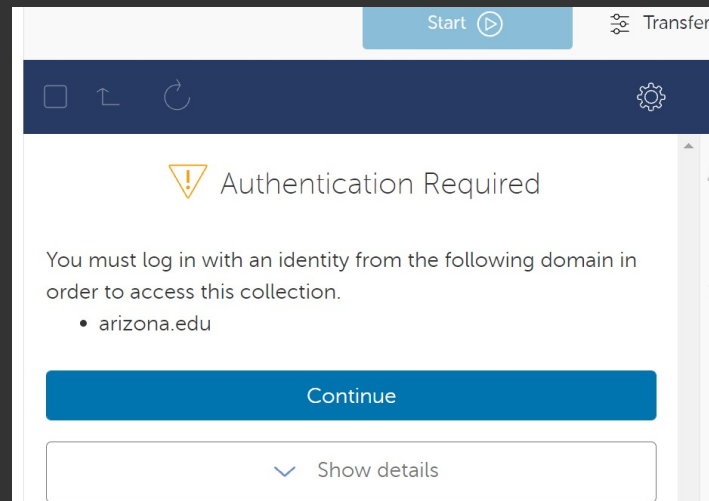 Start
Transfer
Authentication Required
You must log in with an identity from the following domain in
order to access this collection.
• arizona.edu
Continue
Show details